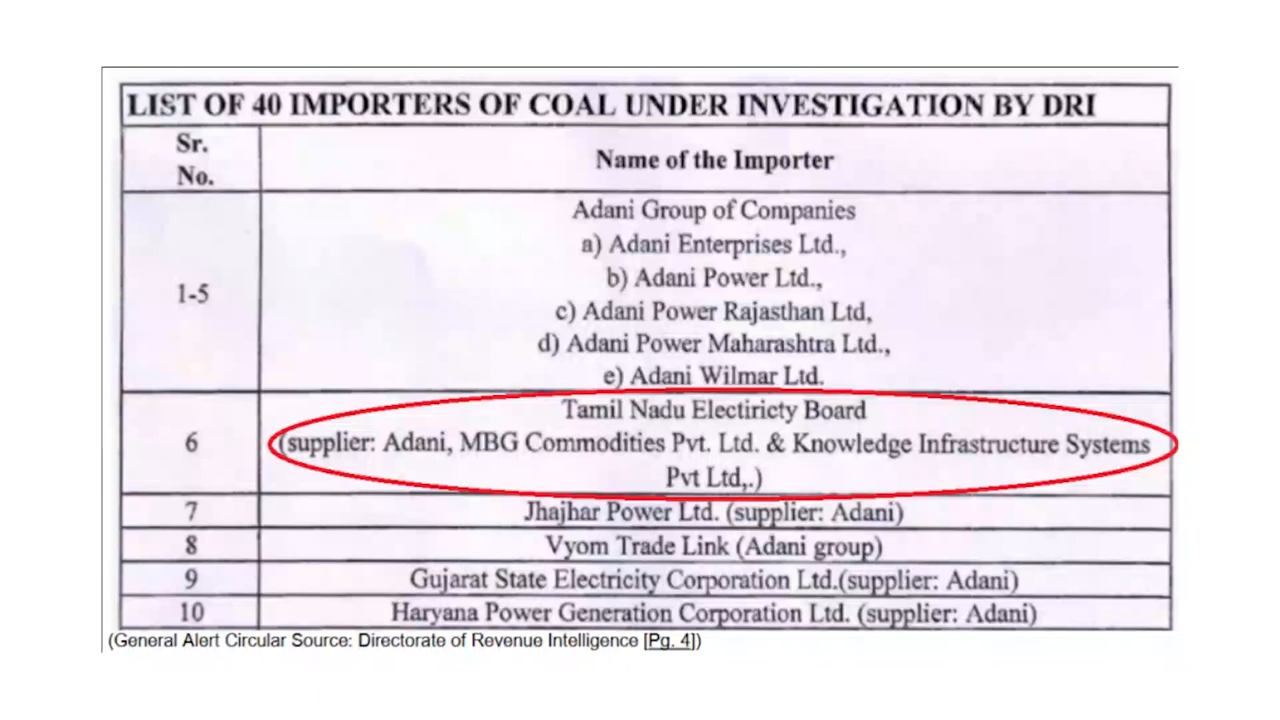 LIST OF 40 IMPORTERS OF COAL UNDER INVESTIGATION BY DRI
Sr.
No.
Name of the Importer
1-5
Adani Group of Companies
a) Adani Enterprises Ltd.,
b) Adani Power Ltd.,
c) Adani Power Rajasthan Ltd,
d) Adani Power Maharashtra Ltd.,
e) Adani Wilmar Ltd.
6
Tamil Nadu Electiricty Board
(supplier: Adani, MBG Commodities Pvt. Ltd. & Knowledge Infrastructure Systems
Pvt Ltd,.)
7 Jhajhar Power Ltd. (supplier: Adani)
8 Vyom Trade Link (Adani group)
9 Gujarat State Electricity Corporation Ltd.(supplier: Adani)
10 Haryana Power Generation Corporation Ltd. (supplier: Adani)
(General Alert Circular Source: Directorate of Revenue Intelligence [Pg. 4])